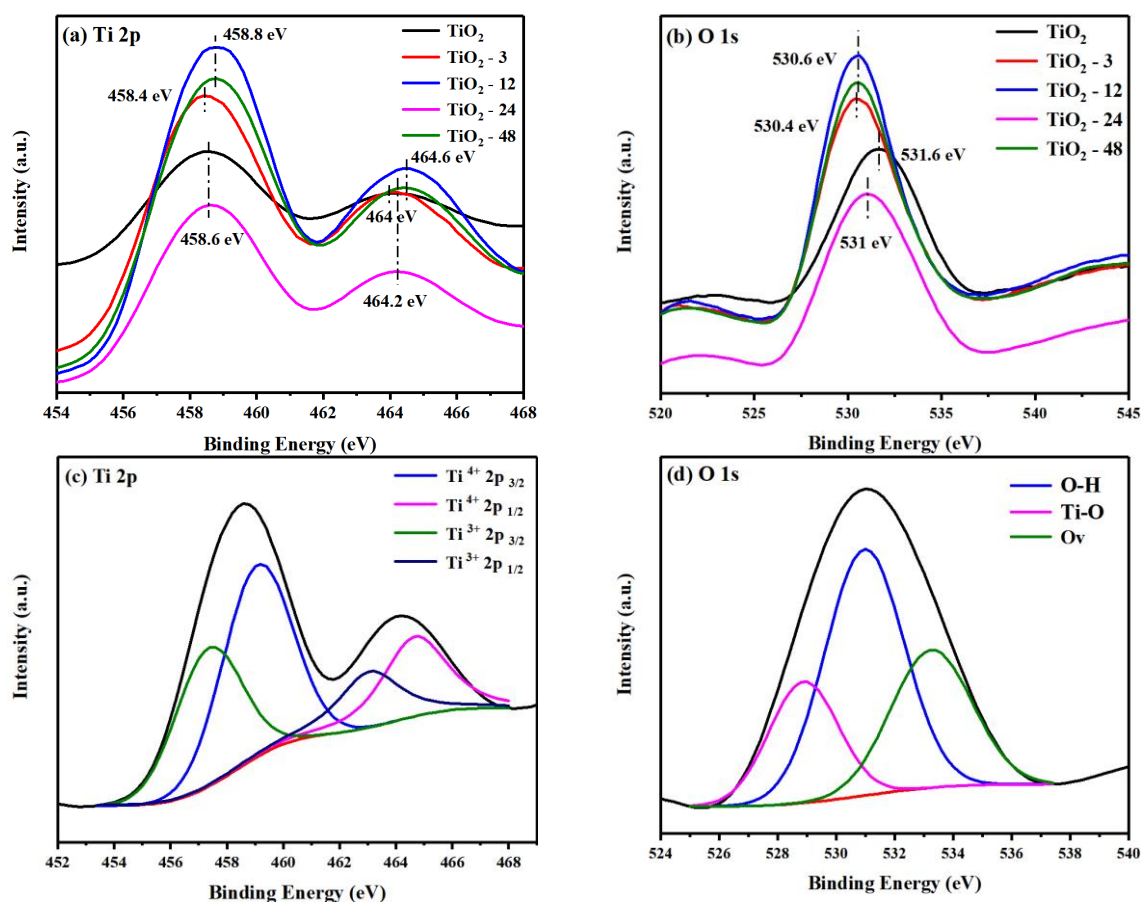 (a) Ti 2p
458.8 eV
TiO2
TiO2 - 3
TiO2 - 12
TiO2 - 24
TiO2 - 48
458.4 eV
464.6 eV
464 eV
458.6 eV
464.2 eV
Intensity (a.u.)
454 456 458 460 462 464 466 468
Binding Energy (eV)
(b) O 1s
TiO2
TiO2 - 3
TiO2 - 12
TiO2 - 24
TiO2 - 48
530.6 eV
530.4 eV
531.6 eV
531 eV
Intensity (a.u.)
520 525 530 535 540 545
Binding Energy (eV)
(c) Ti 2p
Ti 4+ 2p 3/2
Ti 4+ 2p 1/2
Ti 3+ 2p 3/2
Ti 3+ 2p 1/2
Intensity (a.u.)
452 454 456 458 460 462 464 466 468
Binding Energy (eV)
(d) O 1s
O-H
Ti-O
Ov
Intensity (a.u.)
524 526 528 530 532 534 536 538 540
Binding Energy (eV)